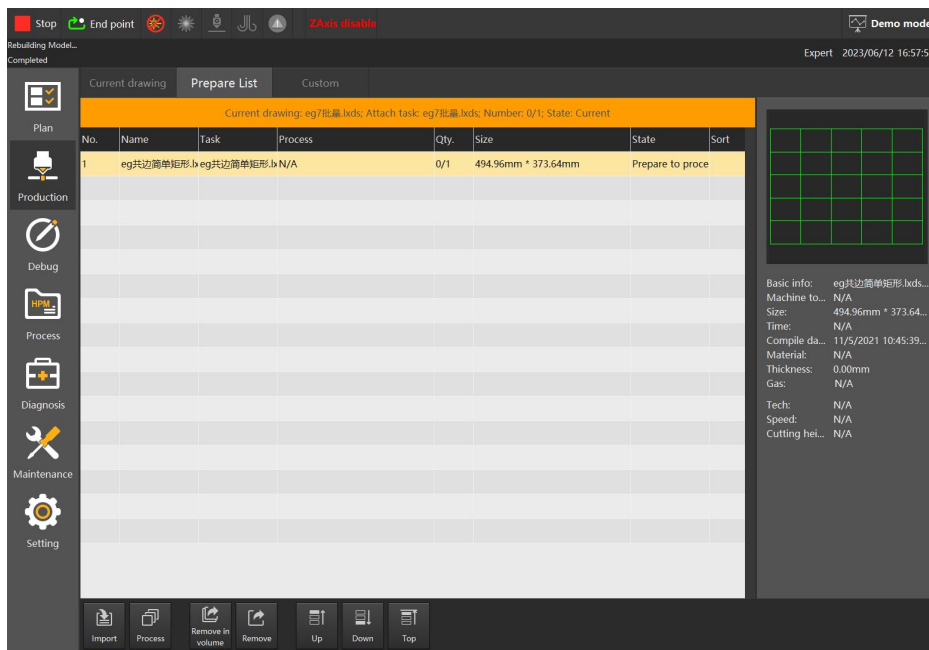 Stop End point ZAxis disable Demo mode
Rebuilding Model...
Completed
Expert 2023/06/12 16:57:5
Current drawing Prepare List Custom
Current drawing: eg7批量.lxds; Attach task: eg7批量.lxds; Number: 0/1; State: Current
No. Name Task Process Qty. Size State Sort
1 eg共边简单矩形.lx eg共边简单矩形.lx N/A 0/1 494.96mm * 373.64mm Prepare to proce
Plan
Production
Debug
HPM
Process
Diagnosis
Maintenance
Setting
Basic info: eg共边简单矩形.lxds...
Machine to... N/A
Size: 494.96mm * 373.64...
Time: N/A
Compile da... 11/5/2021 10:45:39...
Material: N/A
Thickness: 0.00mm
Gas: N/A
Tech: N/A
Speed: N/A
Cutting hei... N/A
Import Process Remove in volume Remove Up Down Top